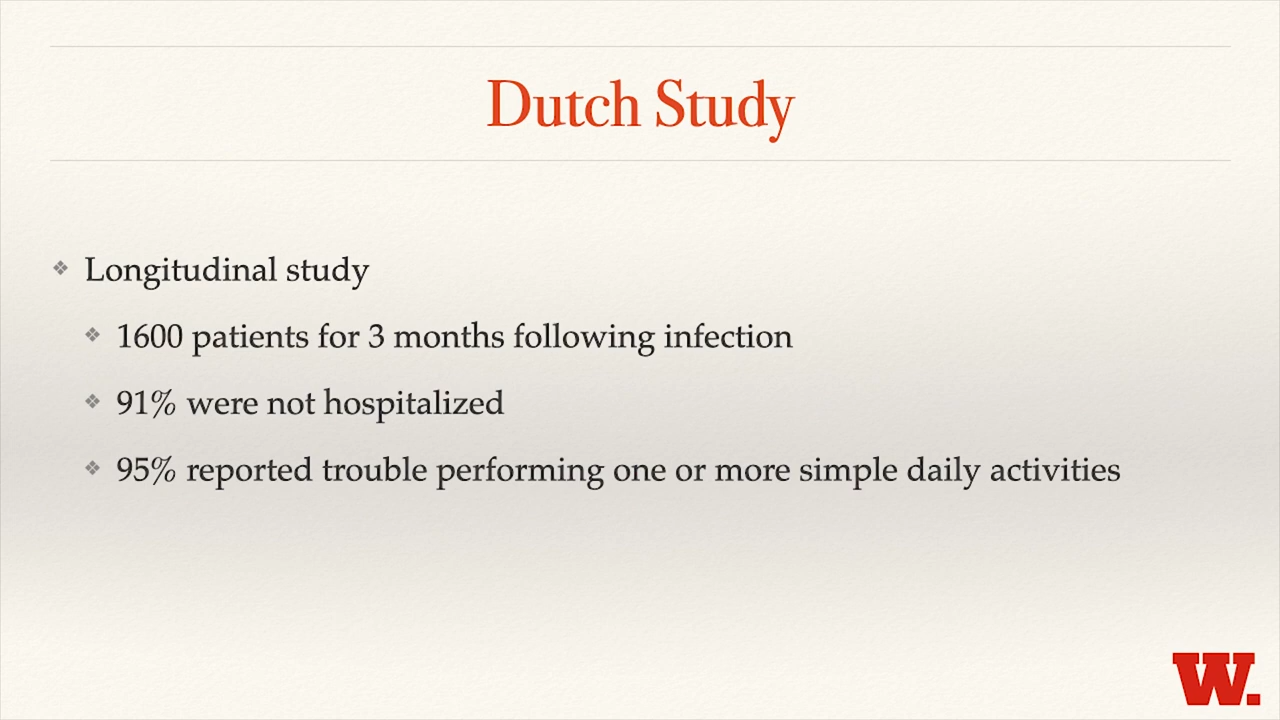 Dutch Study
❖ Longitudinal study
❖ 1600 patients for 3 months following infection
❖ 91% were not hospitalized
❖ 95% reported trouble performing one or more simple daily activities
W.